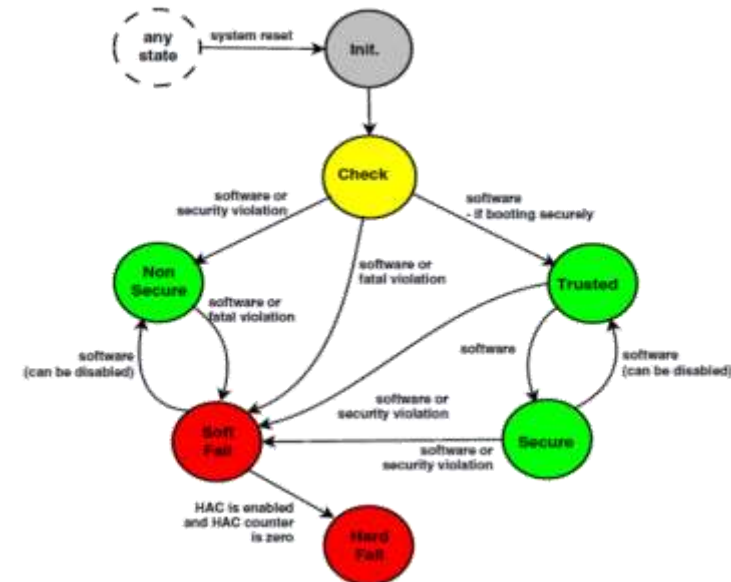 any
state
system reset
Init.
Check
software or
security violation
software
- if booting securely
Non
Secure
software or
fatal violation
Trusted
software or
fatal violation
software
(can be disabled)
software
software
(can be disabled)
software or
security violation
Soft
Fail
Secure
software or
security violation
HAC is enabled
and HAC counter
is zero
Hard
Fail